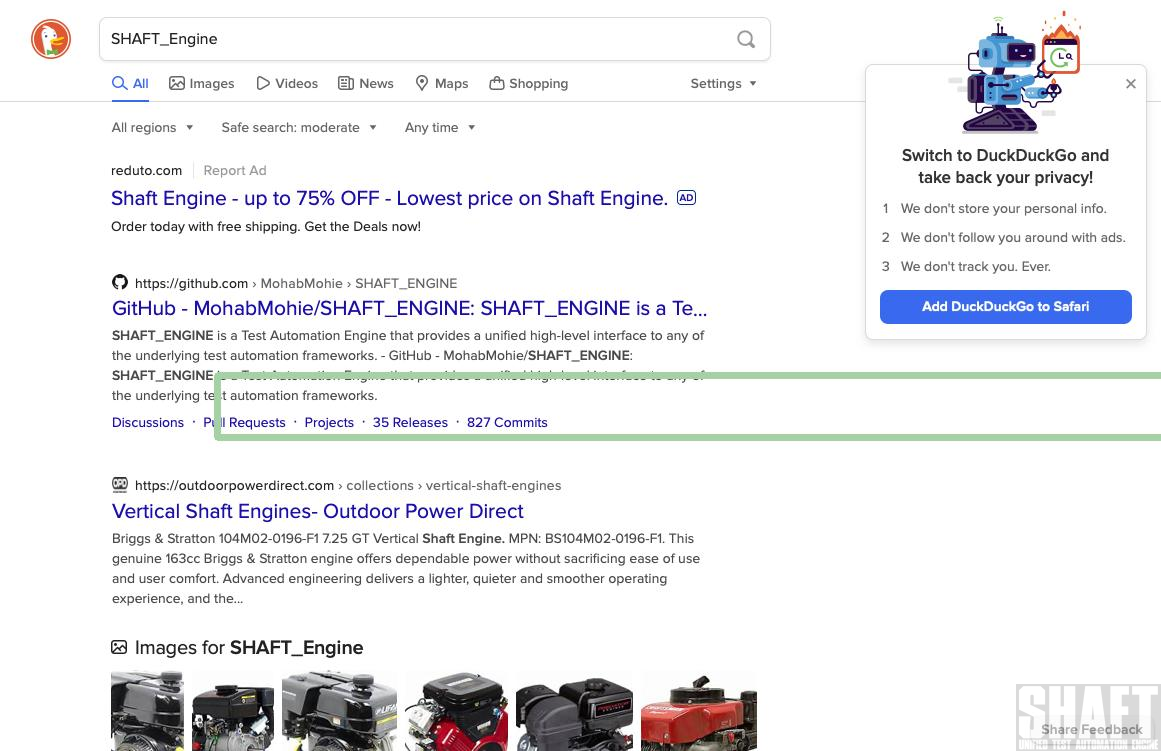 SHAFT_Engine
All Images Videos News Maps Shopping Settings
All regions Safe search: moderate Any time
reduto.com Report Ad
Shaft Engine - up to 75% OFF - Lowest price on Shaft Engine. AD
Order today with free shipping. Get the Deals now!
https://github.com › MohabMohie › SHAFT_ENGINE
GitHub - MohabMohie/SHAFT_ENGINE: SHAFT_ENGINE is a Te...
SHAFT_ENGINE is a Test Automation Engine that provides a unified high-level interface to any of
the underlying test automation frameworks. - GitHub - MohabMohie/SHAFT_ENGINE:
SHAFT_ENGINE is a Test Automation Engine that provides a unified high-level interface to any of
the underlying test automation frameworks.
Discussions · Pull Requests · Projects · 35 Releases · 827 Commits
https://outdoorpowerdirect.com › collections › vertical-shaft-engines
Vertical Shaft Engines- Outdoor Power Direct
Briggs & Stratton 104M02-0196-F1 7.25 GT Vertical Shaft Engine. MPN: BS104M02-0196-F1. This
genuine 163cc Briggs & Stratton engine offers dependable power without sacrificing ease of use
and user comfort. Advanced engineering delivers a lighter, quieter and smoother operating
experience, and the...
Images for SHAFT_Engine
Switch to DuckDuckGo and
take back your privacy!
1 We don't store your personal info.
2 We don't follow you around with ads.
3 We don't track you. Ever.
Add DuckDuckGo to Safari
SHAFT
Share Feedback